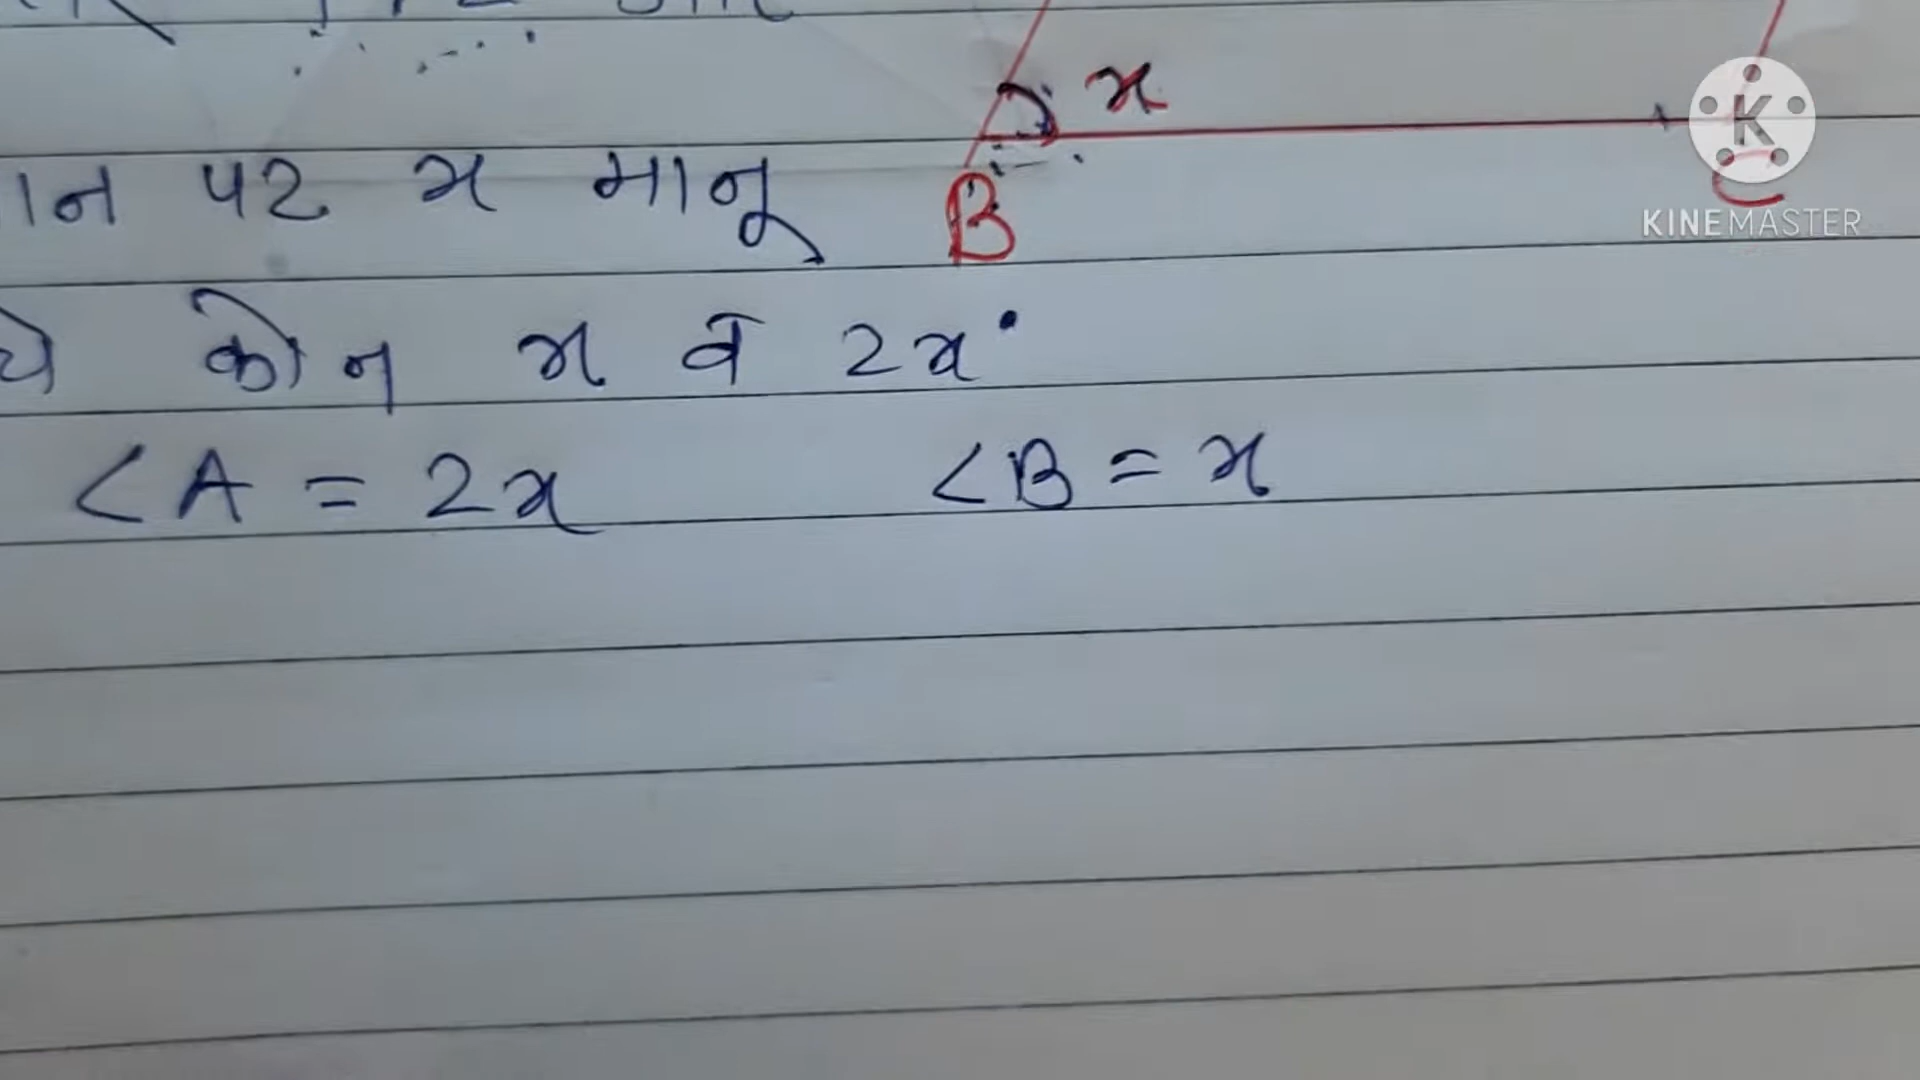 x
ान पर x मानू
B
C
KINEMASTER
ये कोन x व 2x°
<A = 2x <B = x